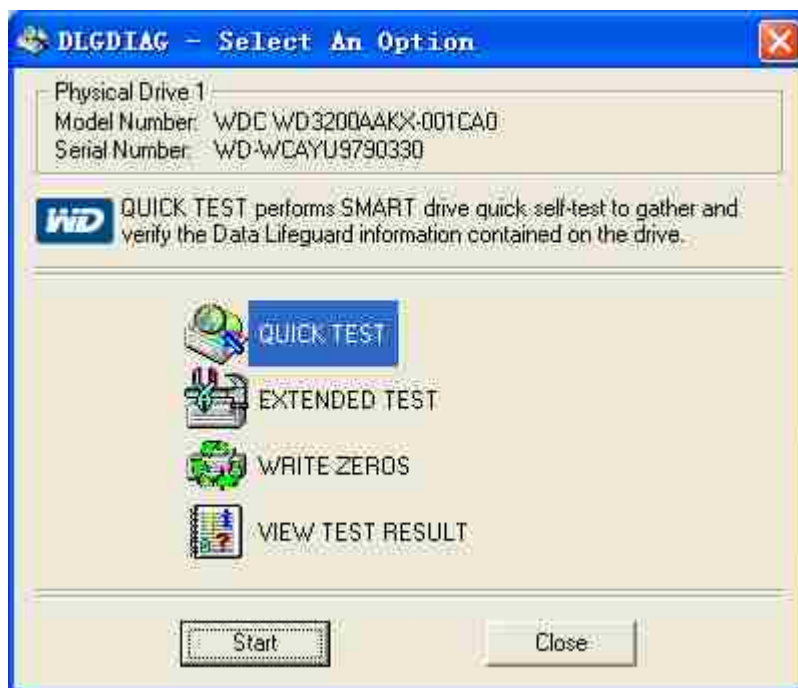 DLGDIAG - Select An Option
Physical Drive 1
Model Number: WDC WD3200AAKX-001CA0
Serial Number: WD-WCAYU9790330
WD
QUICK TEST performs SMART drive quick self-test to gather and
verify the Data Lifeguard information contained on the drive.
QUICK TEST
EXTENDED TEST
WRITE ZEROS
VIEW TEST RESULT
Start
Close